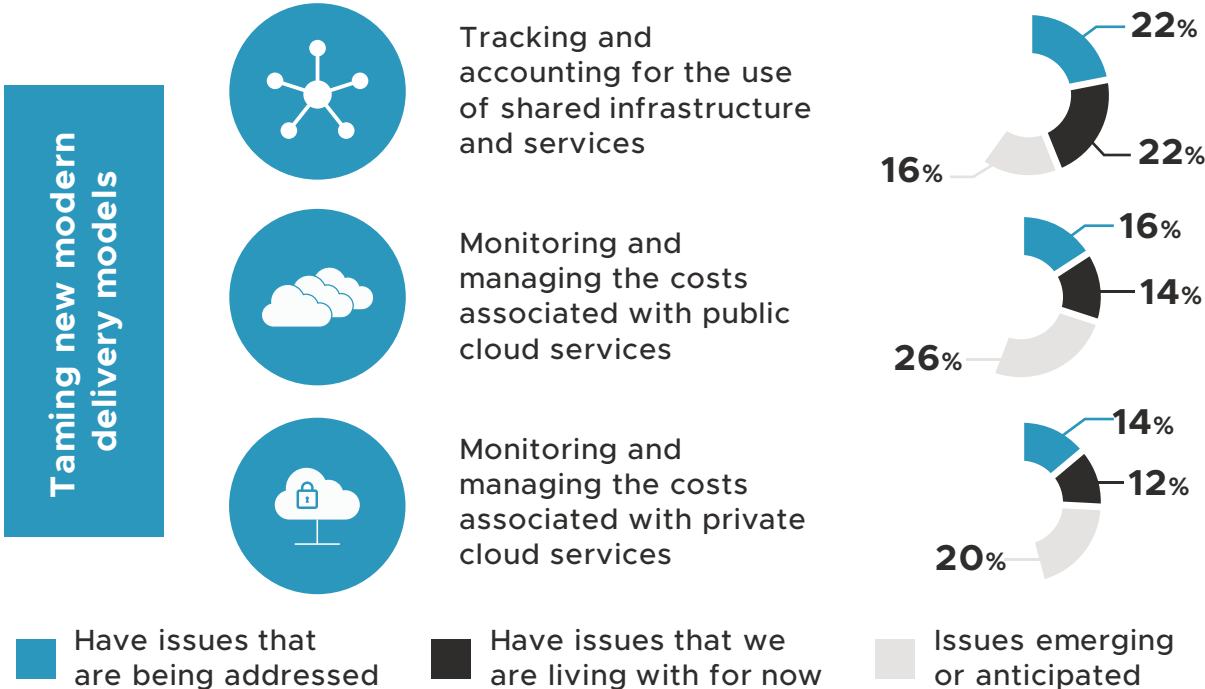 Taming new modern
delivery models
Tracking and
accounting for the use
of shared infrastructure
and services
22%
22%
16%
Monitoring and
managing the costs
associated with public
cloud services
16%
14%
26%
Monitoring and
managing the costs
associated with private
cloud services
14%
12%
20%
Have issues that
are being addressed
Have issues that we
are living with for now
Issues emerging
or anticipated